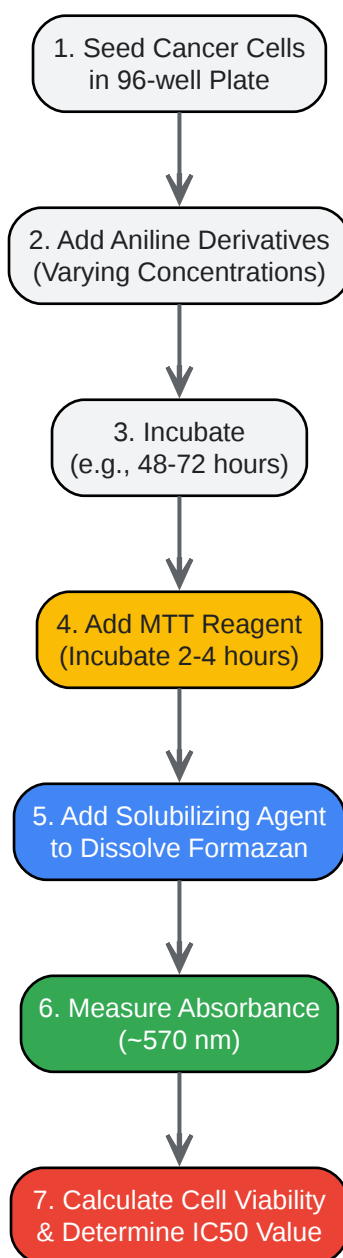 1. Seed Cancer Cells
in 96-well Plate
2. Add Aniline Derivatives
(Varying Concentrations)
3. Incubate
(e.g., 48-72 hours)
4. Add MTT Reagent
(Incubate 2-4 hours)
5. Add Solubilizing Agent
to Dissolve Formazan
6. Measure Absorbance
(~570 nm)
7. Calculate Cell Viability
& Determine IC50 Value